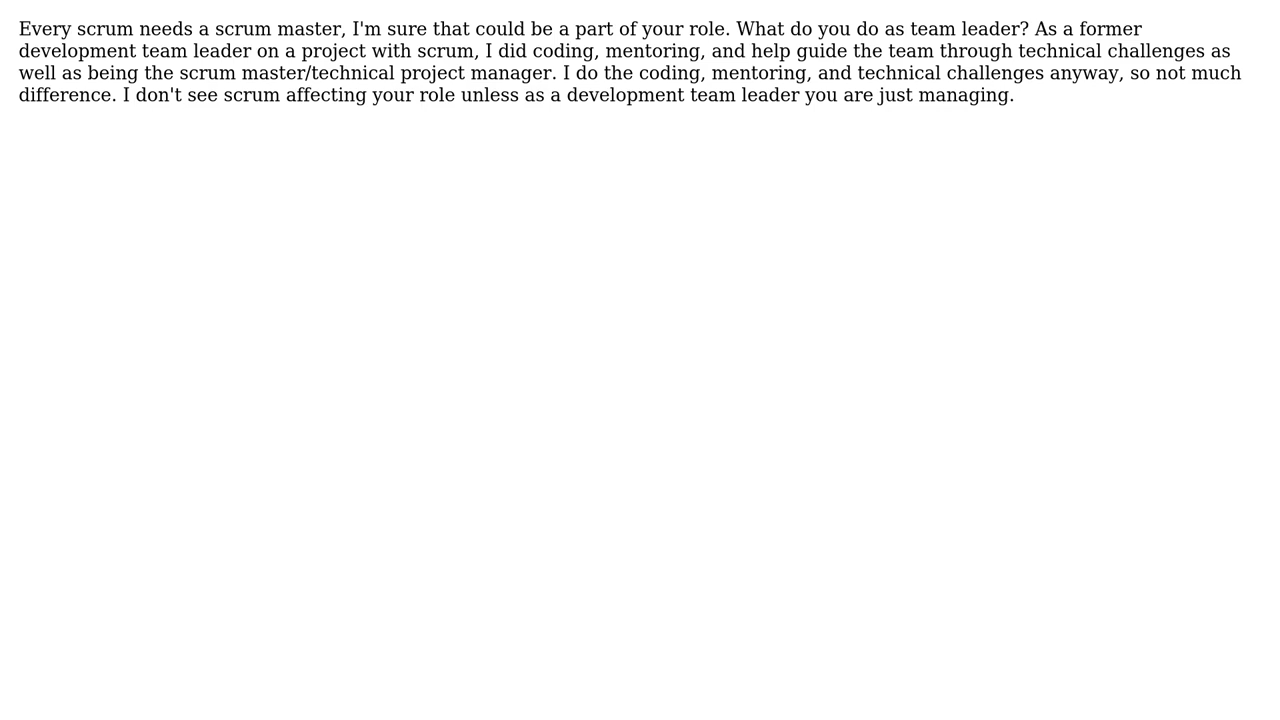 Every scrum needs a scrum master, I'm sure that could be a part of your role. What do you do as team leader? As a former
development team leader on a project with scrum, I did coding, mentoring, and help guide the team through technical challenges as
well as being the scrum master/technical project manager. I do the coding, mentoring, and technical challenges anyway, so not much
difference. I don't see scrum affecting your role unless as a development team leader you are just managing.